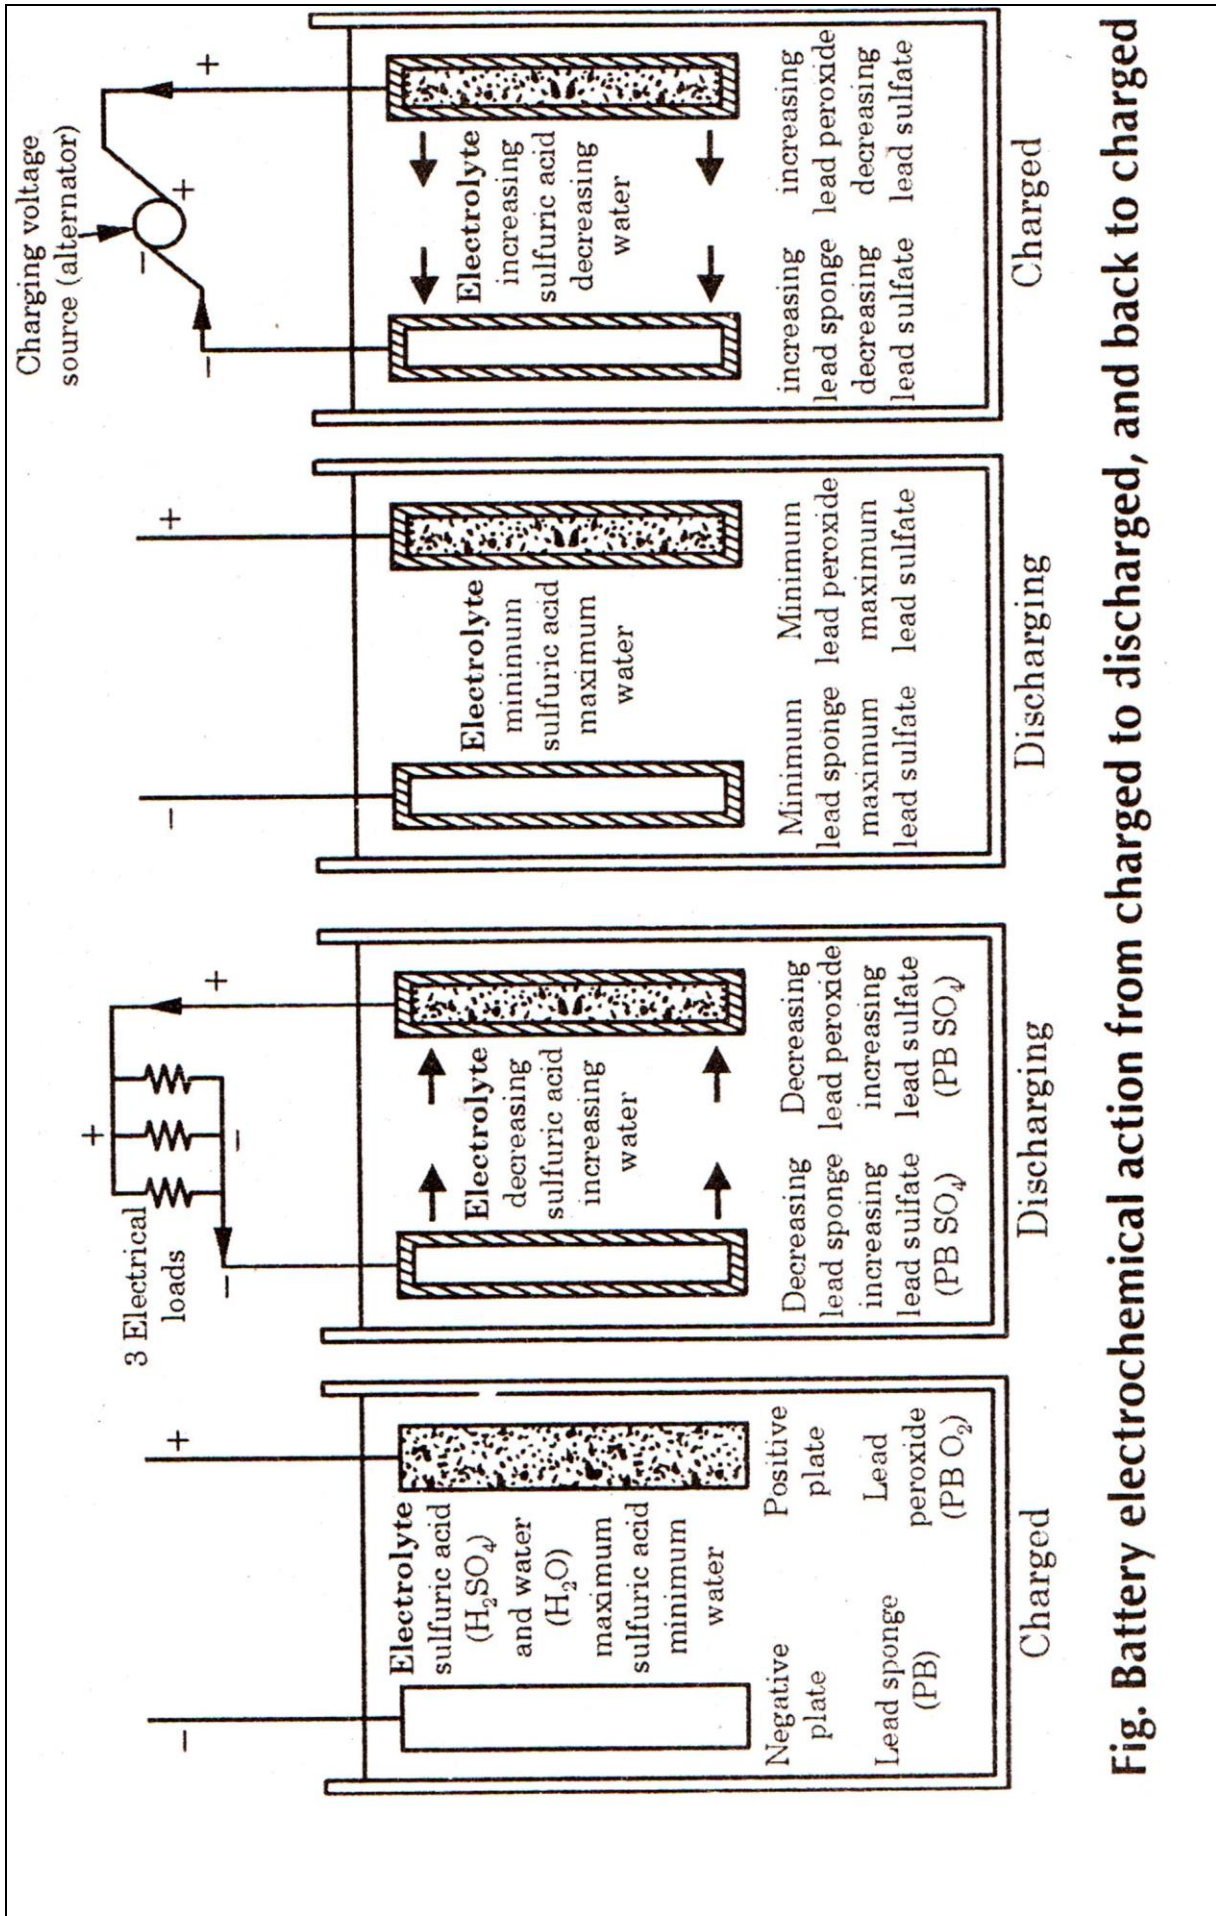 −
+
Electrolyte
sulfuric acid
(H₂SO₄)
and water
(H₂O)
maximum
sulfuric acid
minimum
water
Negative
plate
Positive
plate
Lead sponge
(PB)
Lead
peroxide
(PB O₂)
Charged
3 Electrical
loads
+
−
−
+
Electrolyte
decreasing
sulfuric acid
increasing
water
Decreasing
lead sponge
increasing
lead sulfate
(PB SO₄)
Decreasing
lead peroxide
increasing
lead sulfate
(PB SO₄)
Discharging
−
+
Electrolyte
minimum
sulfuric acid
maximum
water
Minimum
lead sponge
maximum
lead sulfate
Minimum
lead peroxide
maximum
lead sulfate
Discharging
Charging voltage
source (alternator)
−
+
−
+
Electrolyte
increasing
sulfuric acid
decreasing
water
increasing
lead sponge
decreasing
lead sulfate
increasing
lead peroxide
decreasing
lead sulfate
Charged
Fig. Battery electrochemical action from charged to discharged, and back to charged